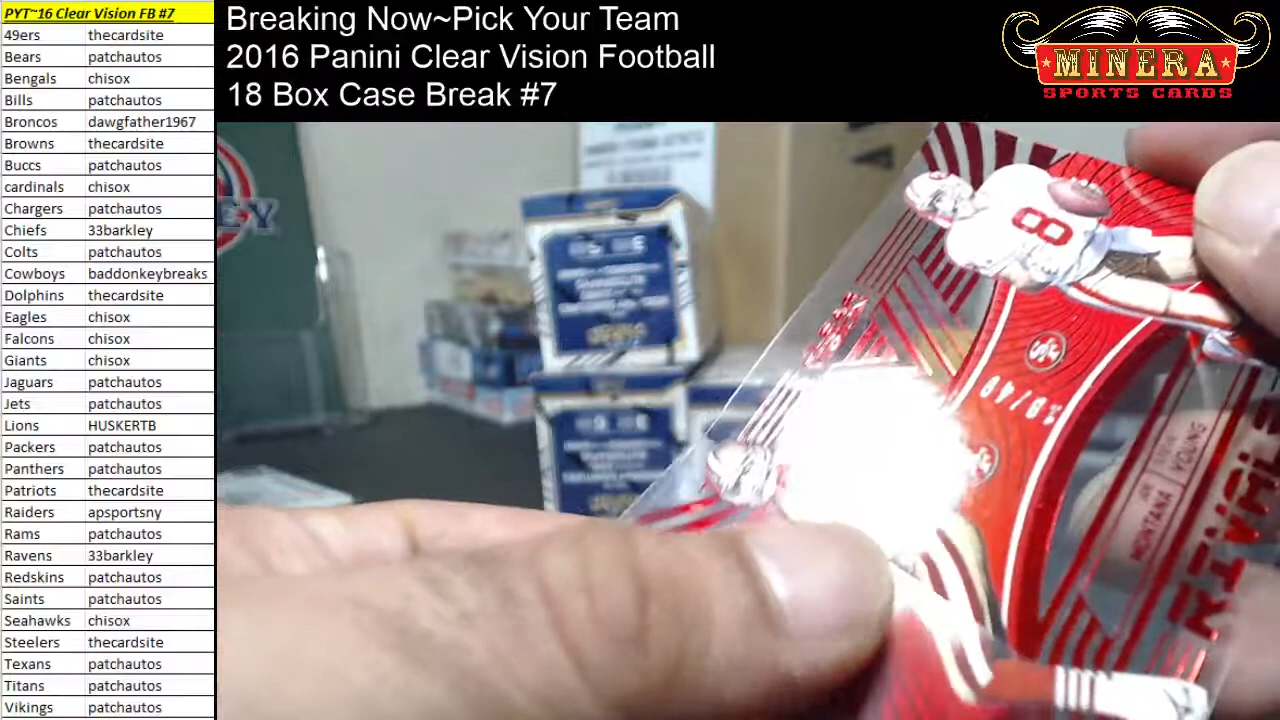 PYT~16 Clear Vision FB #7
49ers thecardsite
Bears patchautos
Bengals chisox
Bills patchautos
Broncos dawgfather1967
Browns thecardsite
Buccs patchautos
cardinals chisox
Chargers patchautos
Chiefs 33barkley
Colts patchautos
Cowboys baddonkeybreaks
Dolphins thecardsite
Eagles chisox
Falcons chisox
Giants chisox
Jaguars patchautos
Jets patchautos
Lions HUSKERTB
Packers patchautos
Panthers patchautos
Patriots thecardsite
Raiders apsportsny
Rams patchautos
Ravens 33barkley
Redskins patchautos
Saints patchautos
Seahawks chisox
Steelers thecardsite
Texans patchautos
Titans patchautos
Vikings patchautos
Breaking Now~Pick Your Team
2016 Panini Clear Vision Football
18 Box Case Break #7
MINERA
SPORTS CARDS
8
MONTANA
YOUNG